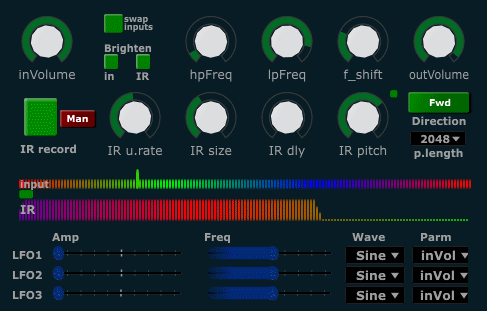 swap
inputs
Brighten
in IR
inVolume hpFreq lpFreq f_shift outVolume
Man Fwd
Direction
2048
IR record IR u.rate IR size IR dly IR pitch p.length
input
IR
Amp Freq Wave Parm
LFO1 Sine inVol
LFO2 Sine inVol
LFO3 Sine inVol